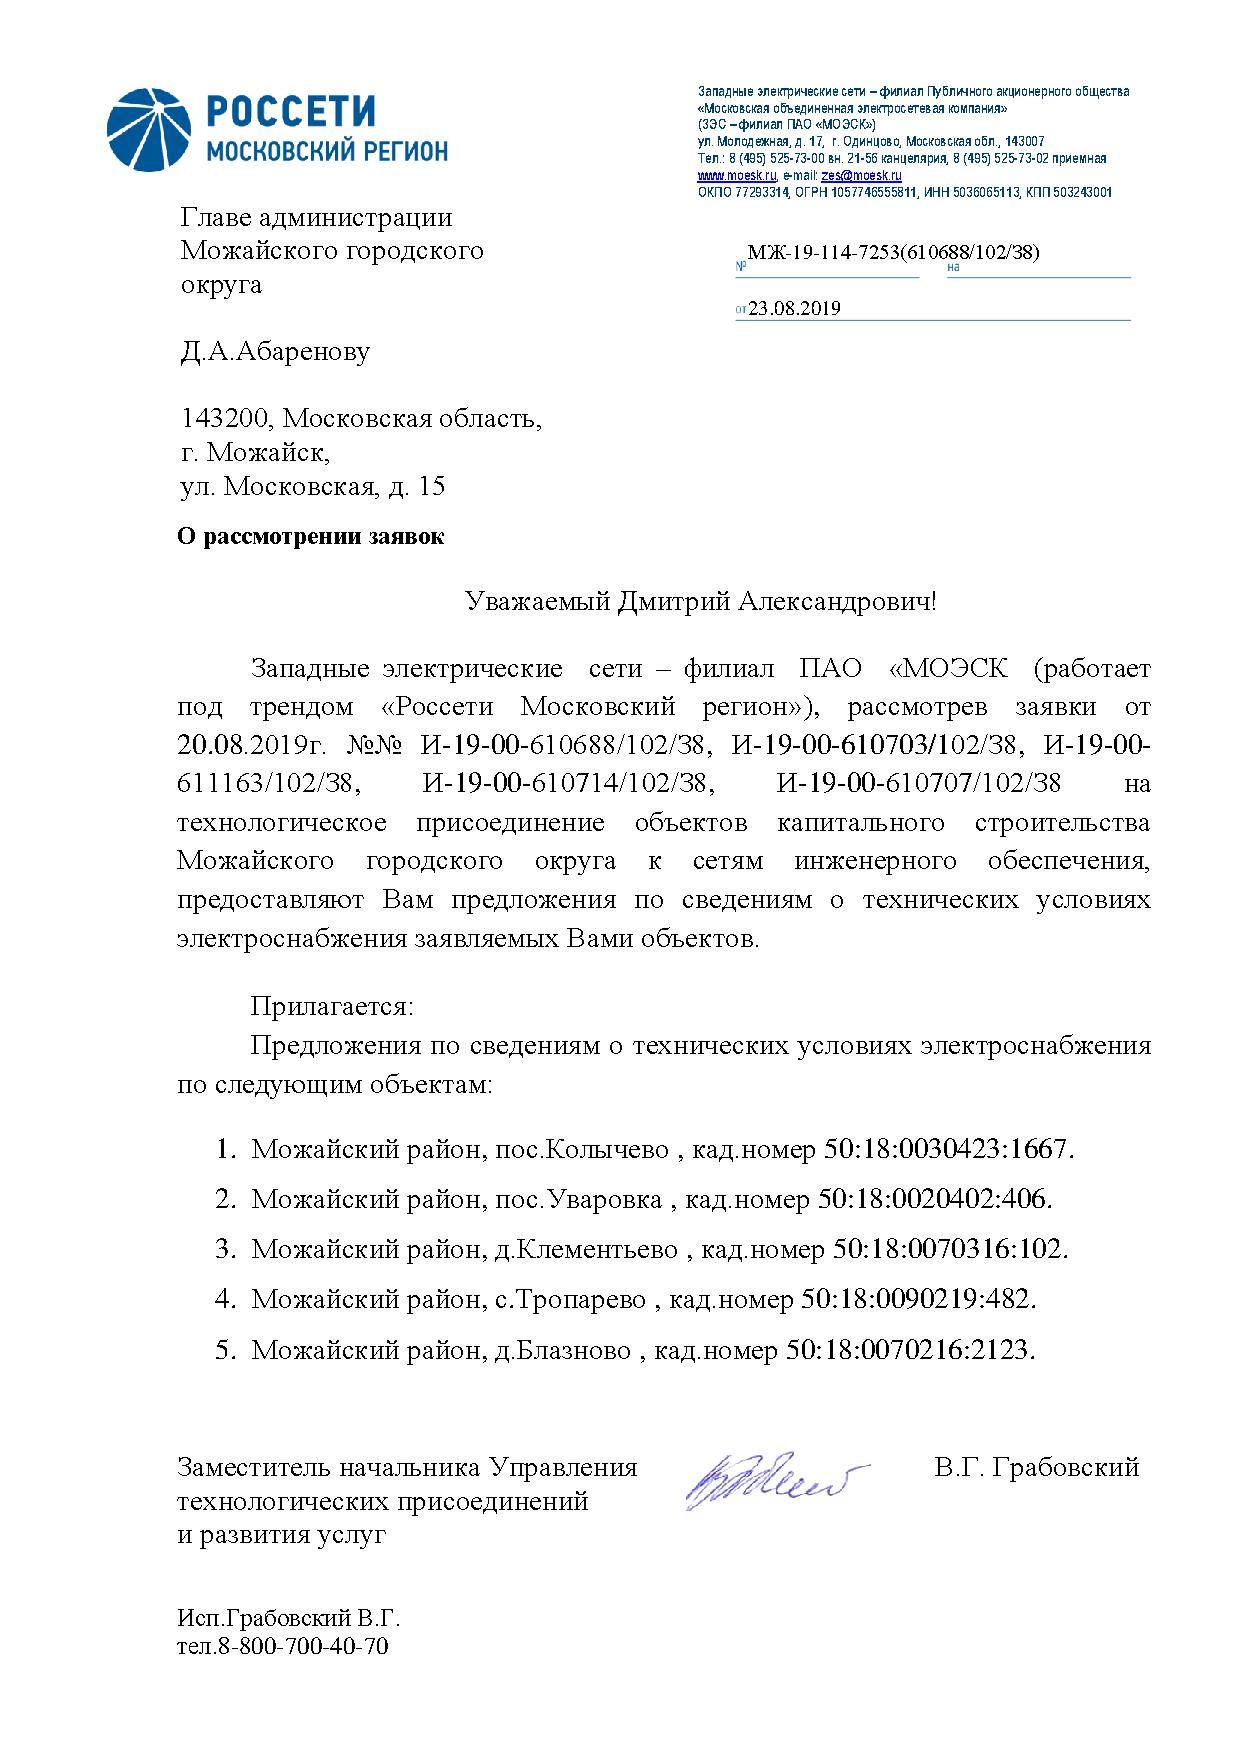 РОССЕТИ
МОСКОВСКИЙ РЕГИОН
Западные электрические сети – филиал Публичного акционерного общества
«Московская объединенная электросетевая компания»
(ЗЭС – филиал ПАО «МОЭСК»)
ул. Молодежная, д. 17, г. Одинцово, Московская обл., 143007
Тел.: 8 (495) 525-73-00 вн. 21-56 канцелярия, 8 (495) 525-73-02 приемная
www.moesk.ru, e-mail: zes@moesk.ru
ОКПО 77293314, ОГРН 1057746555811, ИНН 5036065113, КПП 503243001
Главе администрации
Можайского городского
округа
Д.А.Абаренову
143200, Московская область,
г. Можайск,
ул. Московская, д. 15
№ МЖ-19-114-7253(610688/102/З8) на
от 23.08.2019
О рассмотрении заявок
Уважаемый Дмитрий Александрович!
Западные электрические сети – филиал ПАО «МОЭСК (работает
под трендом «Россети Московский регион»), рассмотрев заявки от
20.08.2019г. №№ И-19-00-610688/102/З8, И-19-00-610703/102/З8, И-19-00-
611163/102/З8, И-19-00-610714/102/З8, И-19-00-610707/102/З8 на
технологическое присоединение объектов капитального строительства
Можайского городского округа к сетям инженерного обеспечения,
предоставляют Вам предложения по сведениям о технических условиях
электроснабжения заявляемых Вами объектов.
Прилагается:
Предложения по сведениям о технических условиях электроснабжения
по следующим объектам:
1. Можайский район, пос.Колычево , кад.номер 50:18:0030423:1667.
2. Можайский район, пос.Уваровка , кад.номер 50:18:0020402:406.
3. Можайский район, д.Клементьево , кад.номер 50:18:0070316:102.
4. Можайский район, с.Тропарево , кад.номер 50:18:0090219:482.
5. Можайский район, д.Блазново , кад.номер 50:18:0070216:2123.
Заместитель начальника Управления В.Г. Грабовский
технологических присоединений
и развития услуг
Исп.Грабовский В.Г.
тел.8-800-700-40-70